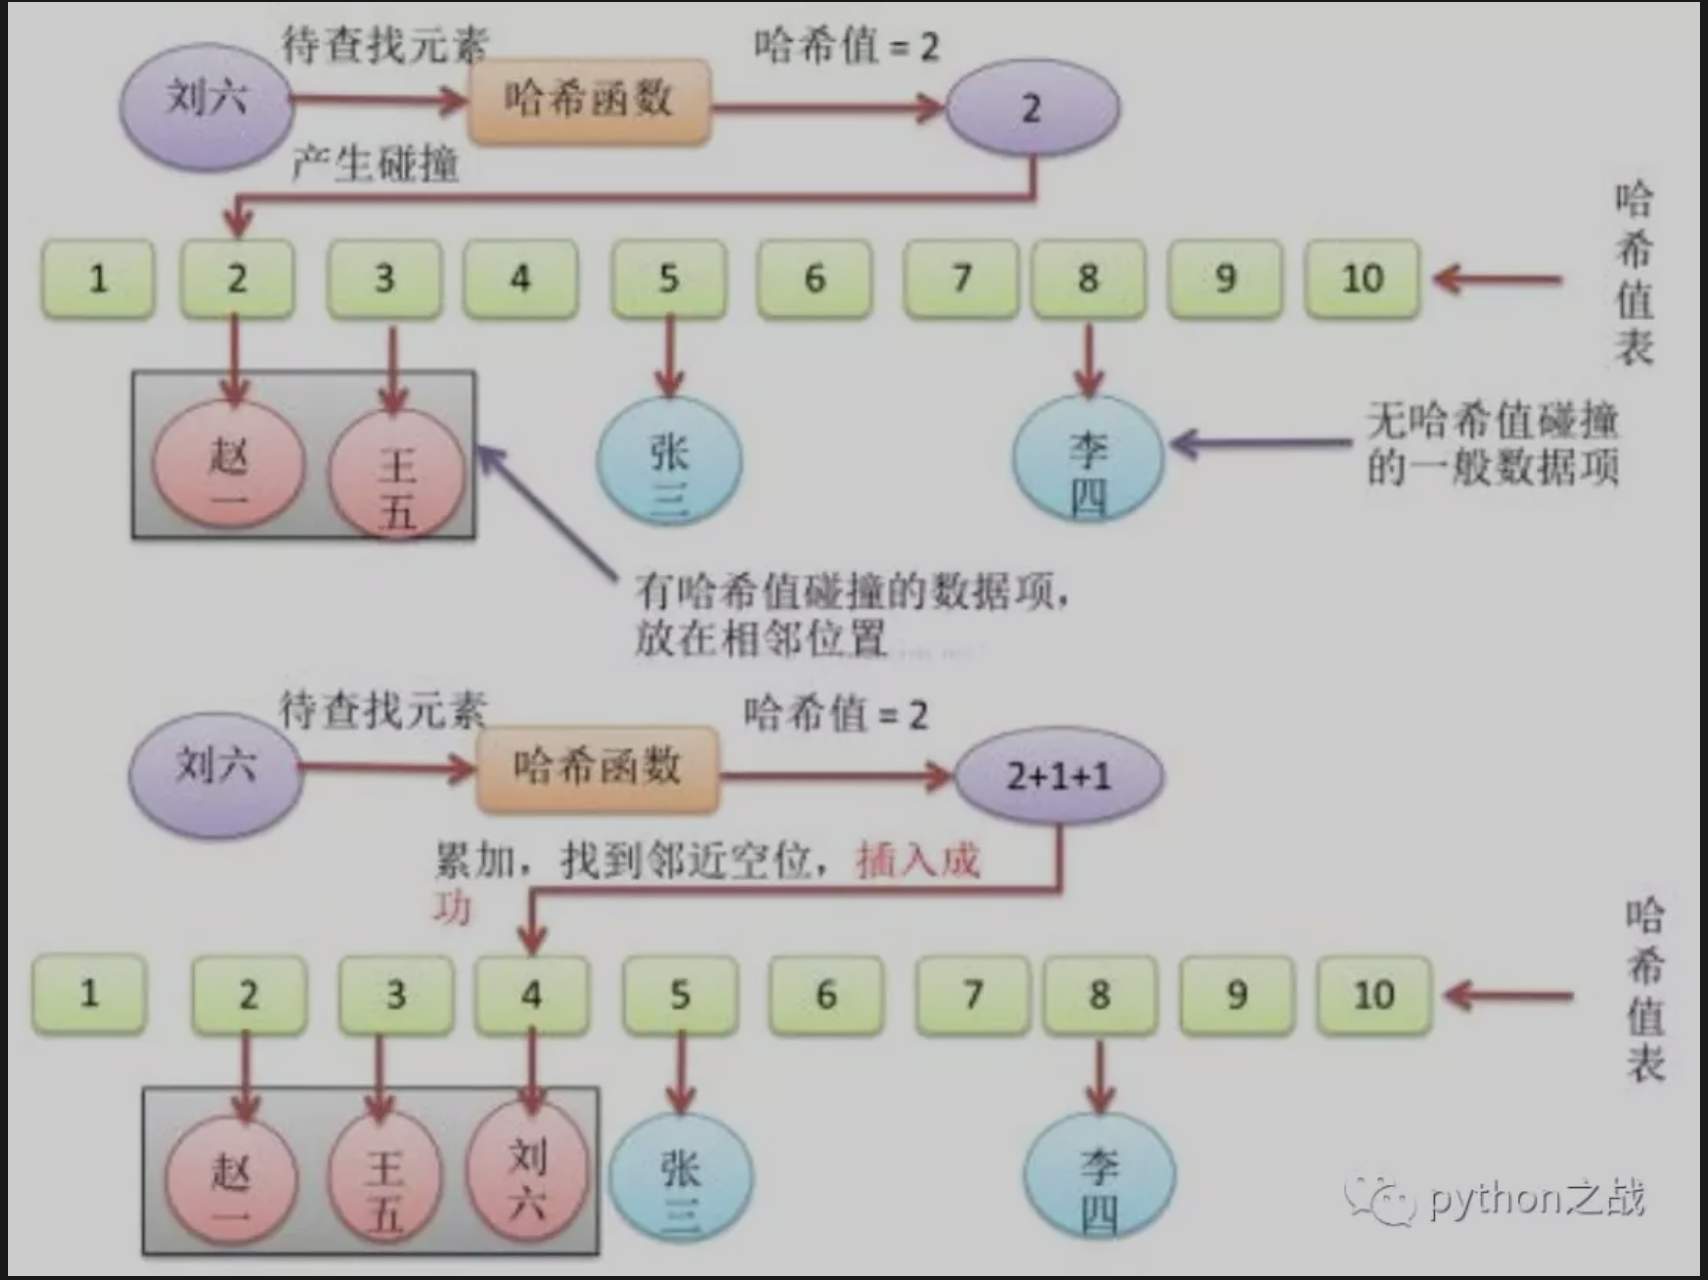 待查找元素
哈希值 = 2
刘六
哈希函数
2
产生碰撞
哈希值表
1 2 3 4 5 6 7 8 9 10
赵一
王五
张三
李四
无哈希值碰撞
的一般数据项
有哈希值碰撞的数据项，
放在相邻位置
待查找元素
哈希值 = 2
刘六
哈希函数
2+1+1
累加，找到邻近空位，插入成
功
哈希值表
1 2 3 4 5 6 7 8 9 10
赵一
王五
刘六
张三
李四
python之战